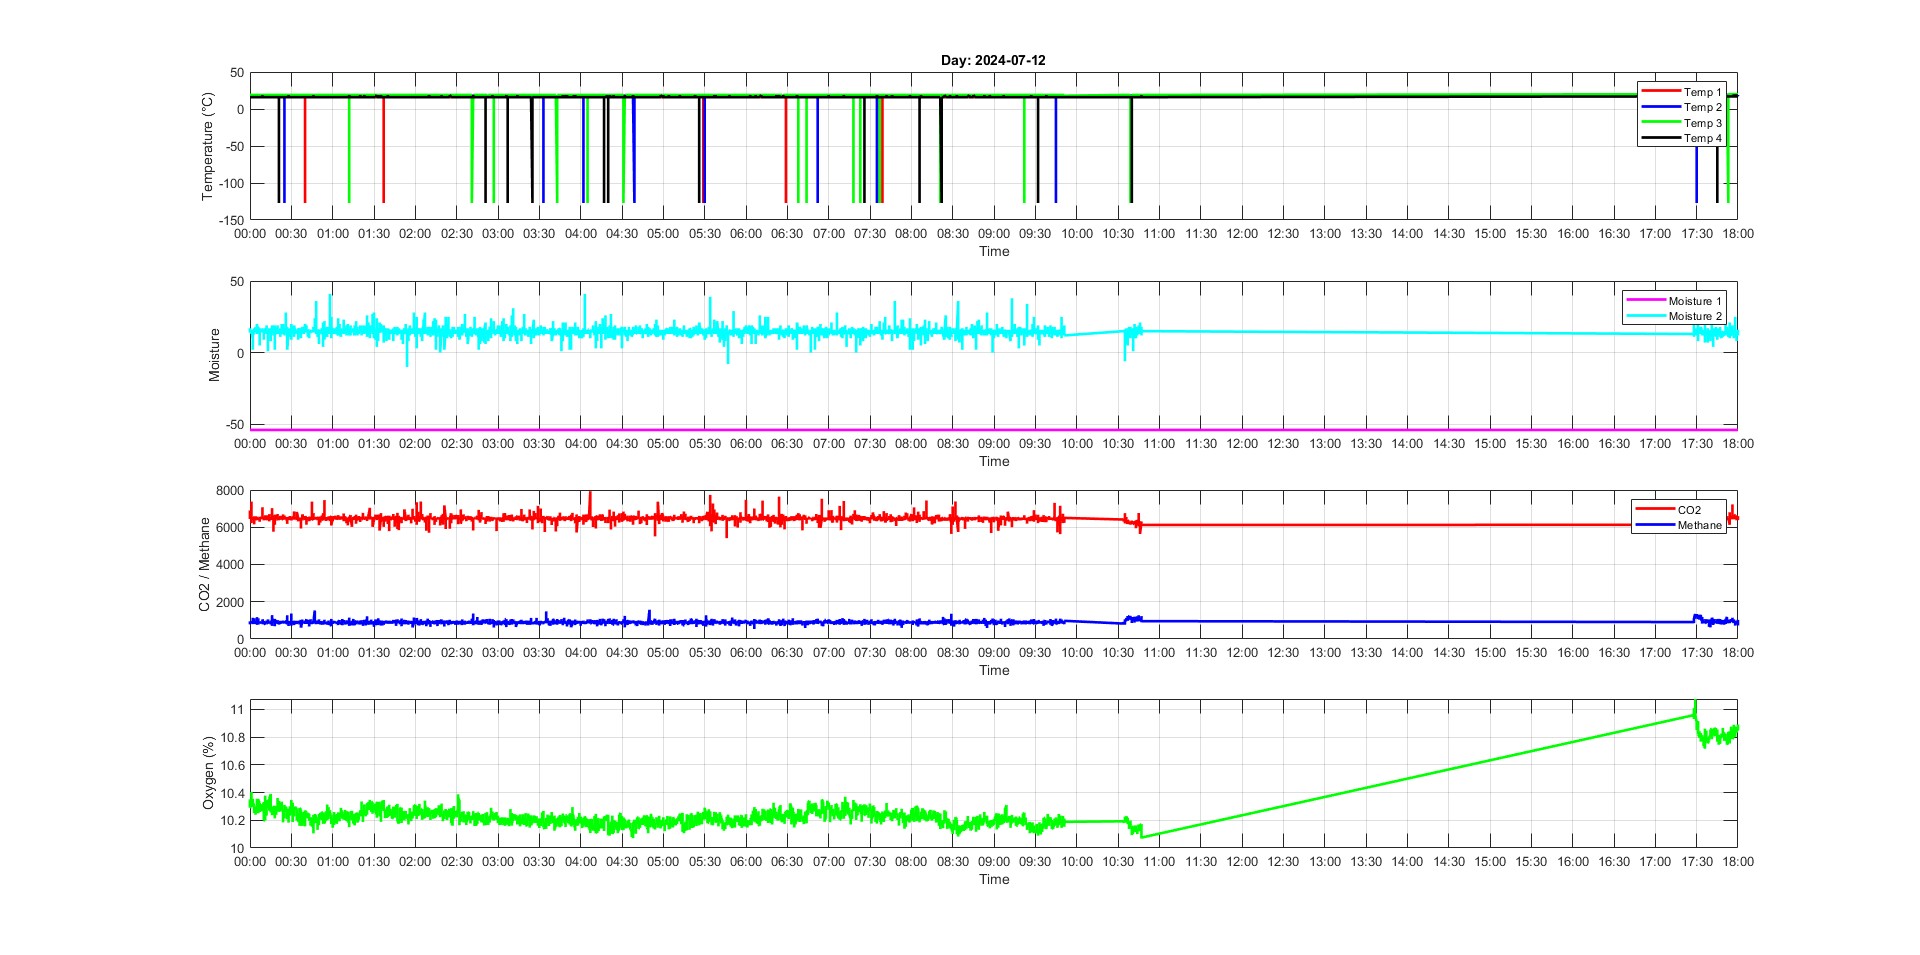 Day: 2024-07-12
50
0
-50
-100
-150
Temperature (°C)
Temp 1
Temp 2
Temp 3
Temp 4
00:00 00:30 01:00 01:30 02:00 02:30 03:00 03:30 04:00 04:30 05:00 05:30 06:00 06:30 07:00 07:30 08:00 08:30 09:00 09:30 10:00 10:30 11:00 11:30 12:00 12:30 13:00 13:30 14:00 14:30 15:00 15:30 16:00 16:30 17:00 17:30 18:00
Time
50
0
-50
Moisture
Moisture 1
Moisture 2
00:00 00:30 01:00 01:30 02:00 02:30 03:00 03:30 04:00 04:30 05:00 05:30 06:00 06:30 07:00 07:30 08:00 08:30 09:00 09:30 10:00 10:30 11:00 11:30 12:00 12:30 13:00 13:30 14:00 14:30 15:00 15:30 16:00 16:30 17:00 17:30 18:00
Time
8000
6000
4000
2000
0
CO2 / Methane
CO2
Methane
00:00 00:30 01:00 01:30 02:00 02:30 03:00 03:30 04:00 04:30 05:00 05:30 06:00 06:30 07:00 07:30 08:00 08:30 09:00 09:30 10:00 10:30 11:00 11:30 12:00 12:30 13:00 13:30 14:00 14:30 15:00 15:30 16:00 16:30 17:00 17:30 18:00
Time
11
10.8
10.6
10.4
10.2
10
Oxygen (%)
00:00 00:30 01:00 01:30 02:00 02:30 03:00 03:30 04:00 04:30 05:00 05:30 06:00 06:30 07:00 07:30 08:00 08:30 09:00 09:30 10:00 10:30 11:00 11:30 12:00 12:30 13:00 13:30 14:00 14:30 15:00 15:30 16:00 16:30 17:00 17:30 18:00
Time